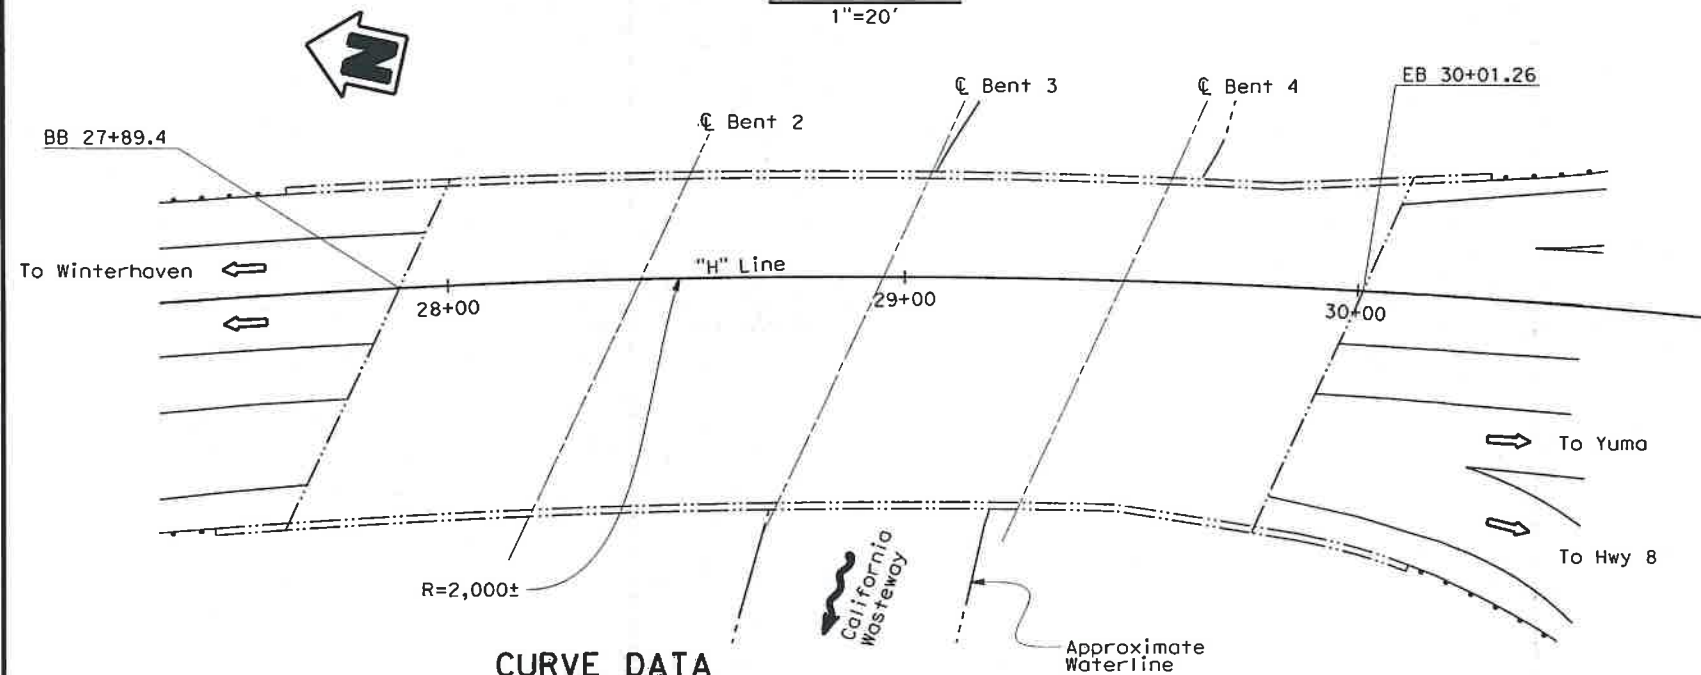 1"=20'
N
℄ Bent 3
℄ Bent 4
EB 30+01.26
℄ Bent 2
BB 27+89.4
To Winterhaven
"H" Line
28+00
29+00
30+00
To Yuma
To Hwy 8
R=2,000±
California
Wasteway
Approximate
Waterline
CURVE DATA